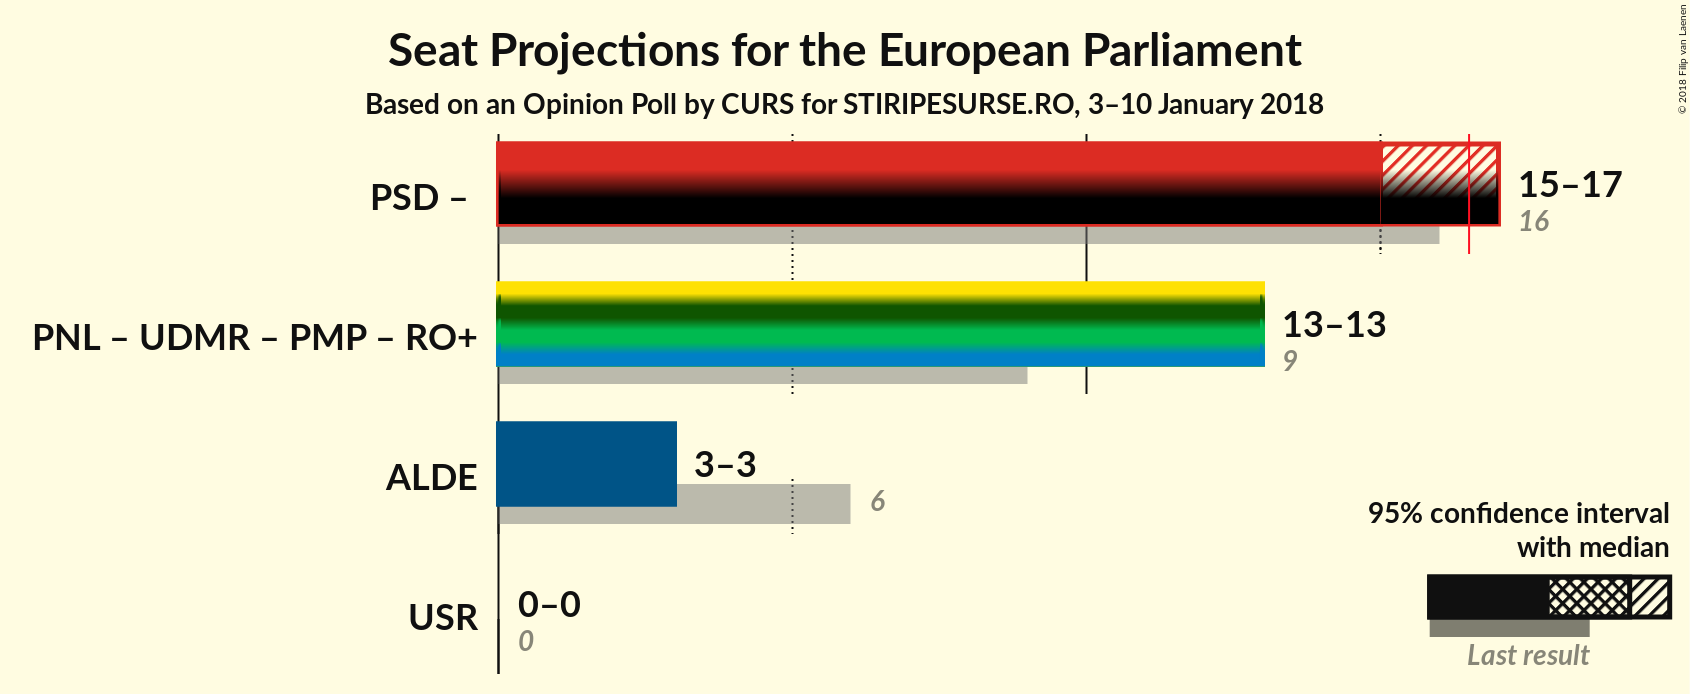 Seat Projections for the European Parliament
Based on an Opinion Poll by CURS for STIRIPESURSE.RO, 3–10 January 2018
© 2018 Filip van Laenen
PSD –
15–17
16
PNL – UDMR – PMP – RO+
13–13
9
ALDE
3–3
6
USR
0–0
0
95% confidence interval
with median
Last result